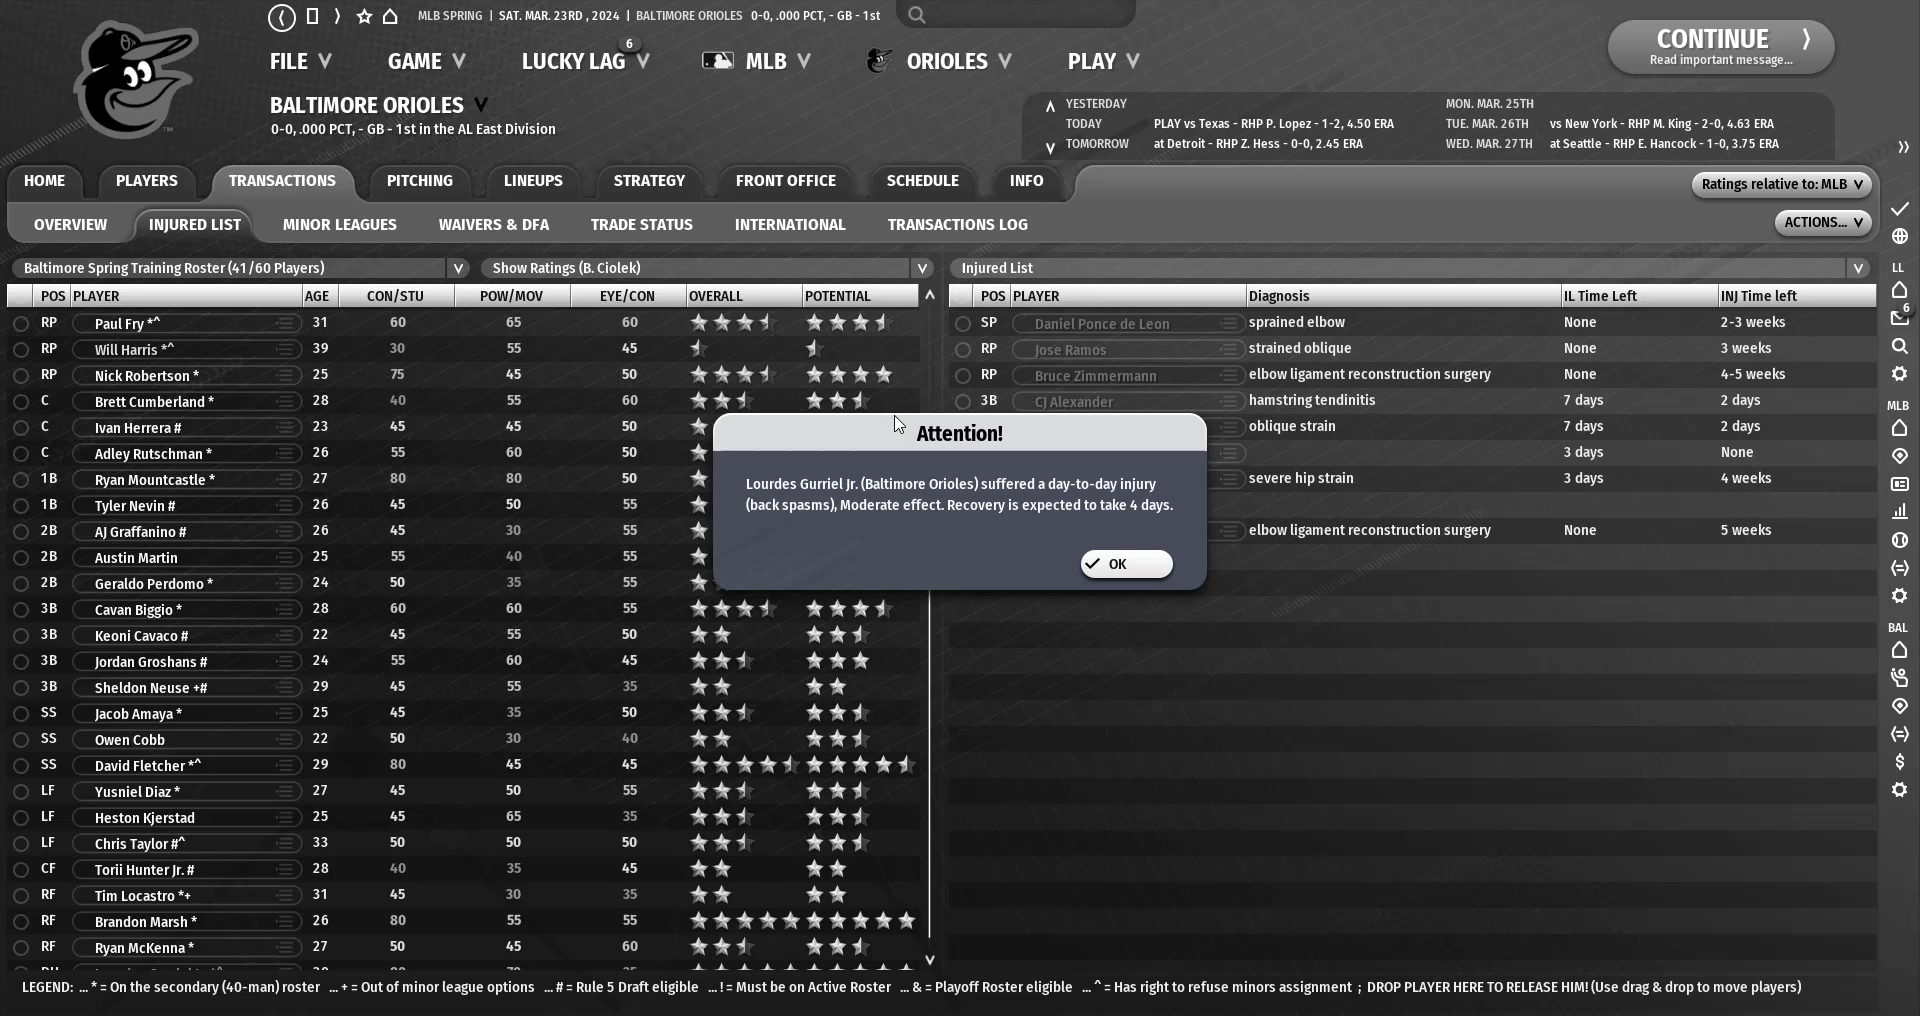 MLB SPRING | SAT. MAR. 23RD , 2024 | BALTIMORE ORIOLES 0-0, .000 PCT, - GB - 1st
FILE GAME LUCKY LAG 6 MLB ORIOLES PLAY
CONTINUE
Read important message...
BALTIMORE ORIOLES
0-0, .000 PCT, - GB - 1st in the AL East Division
YESTERDAY MON. MAR. 25TH
TODAY PLAY vs Texas - RHP P. Lopez - 1-2, 4.50 ERA TUE. MAR. 26TH vs New York - RHP M. King - 2-0, 4.63 ERA
TOMORROW at Detroit - RHP Z. Hess - 0-0, 2.45 ERA WED. MAR. 27TH at Seattle - RHP E. Hancock - 1-0, 3.75 ERA
HOME PLAYERS TRANSACTIONS PITCHING LINEUPS STRATEGY FRONT OFFICE SCHEDULE INFO
Ratings relative to: MLB
OVERVIEW INJURED LIST MINOR LEAGUES WAIVERS & DFA TRADE STATUS INTERNATIONAL TRANSACTIONS LOG
ACTIONS...
Baltimore Spring Training Roster (41/60 Players) Show Ratings (B. Ciolek)
POS PLAYER AGE CON/STU POW/MOV EYE/CON OVERALL POTENTIAL
RP Paul Fry *^ 31 60 65 60
RP Will Harris *^ 39 30 55 45
RP Nick Robertson * 25 75 45 50
C Brett Cumberland * 28 40 55 60
C Ivan Herrera # 23 45 45 50
C Adley Rutschman * 26 55 60 50
1B Ryan Mountcastle * 27 80 80 50
1B Tyler Nevin # 26 45 50 55
2B AJ Graffanino # 26 45 30 55
2B Austin Martin 25 55 40 55
2B Geraldo Perdomo * 24 50 35 55
3B Cavan Biggio * 28 60 60 55
3B Keoni Cavaco # 22 45 55 50
3B Jordan Groshans # 24 55 60 45
3B Sheldon Neuse +# 29 45 55 35
SS Jacob Amaya * 25 45 35 50
SS Owen Cobb 22 50 30 40
SS David Fletcher *^ 29 80 45 45
LF Yusniel Diaz * 27 45 50 55
LF Heston Kjerstad 25 45 65 35
LF Chris Taylor #^ 33 50 50 50
CF Torii Hunter Jr. # 28 40 35 45
RF Tim Locastro *+ 31 45 30 35
RF Brandon Marsh * 26 80 55 55
RF Ryan McKenna * 27 50 45 60
Injured List
POS PLAYER Diagnosis IL Time Left INJ Time left
SP Daniel Ponce de Leon sprained elbow None 2-3 weeks
RP Jose Ramos strained oblique None 3 weeks
RP Bruce Zimmermann elbow ligament reconstruction surgery None 4-5 weeks
3B CJ Alexander hamstring tendinitis 7 days 2 days
oblique strain 7 days 2 days
3 days None
severe hip strain 3 days 4 weeks
elbow ligament reconstruction surgery None 5 weeks
Attention!
Lourdes Gurriel Jr. (Baltimore Orioles) suffered a day-to-day injury
(back spasms), Moderate effect. Recovery is expected to take 4 days.
OK
LL
6
MLB
BAL
LEGEND: ... * = On the secondary (40-man) roster ... + = Out of minor league options ... # = Rule 5 Draft eligible ... ! = Must be on Active Roster ... & = Playoff Roster eligible ... ^ = Has right to refuse minors assignment ; DROP PLAYER HERE TO RELEASE HIM! (Use drag & drop to move players)